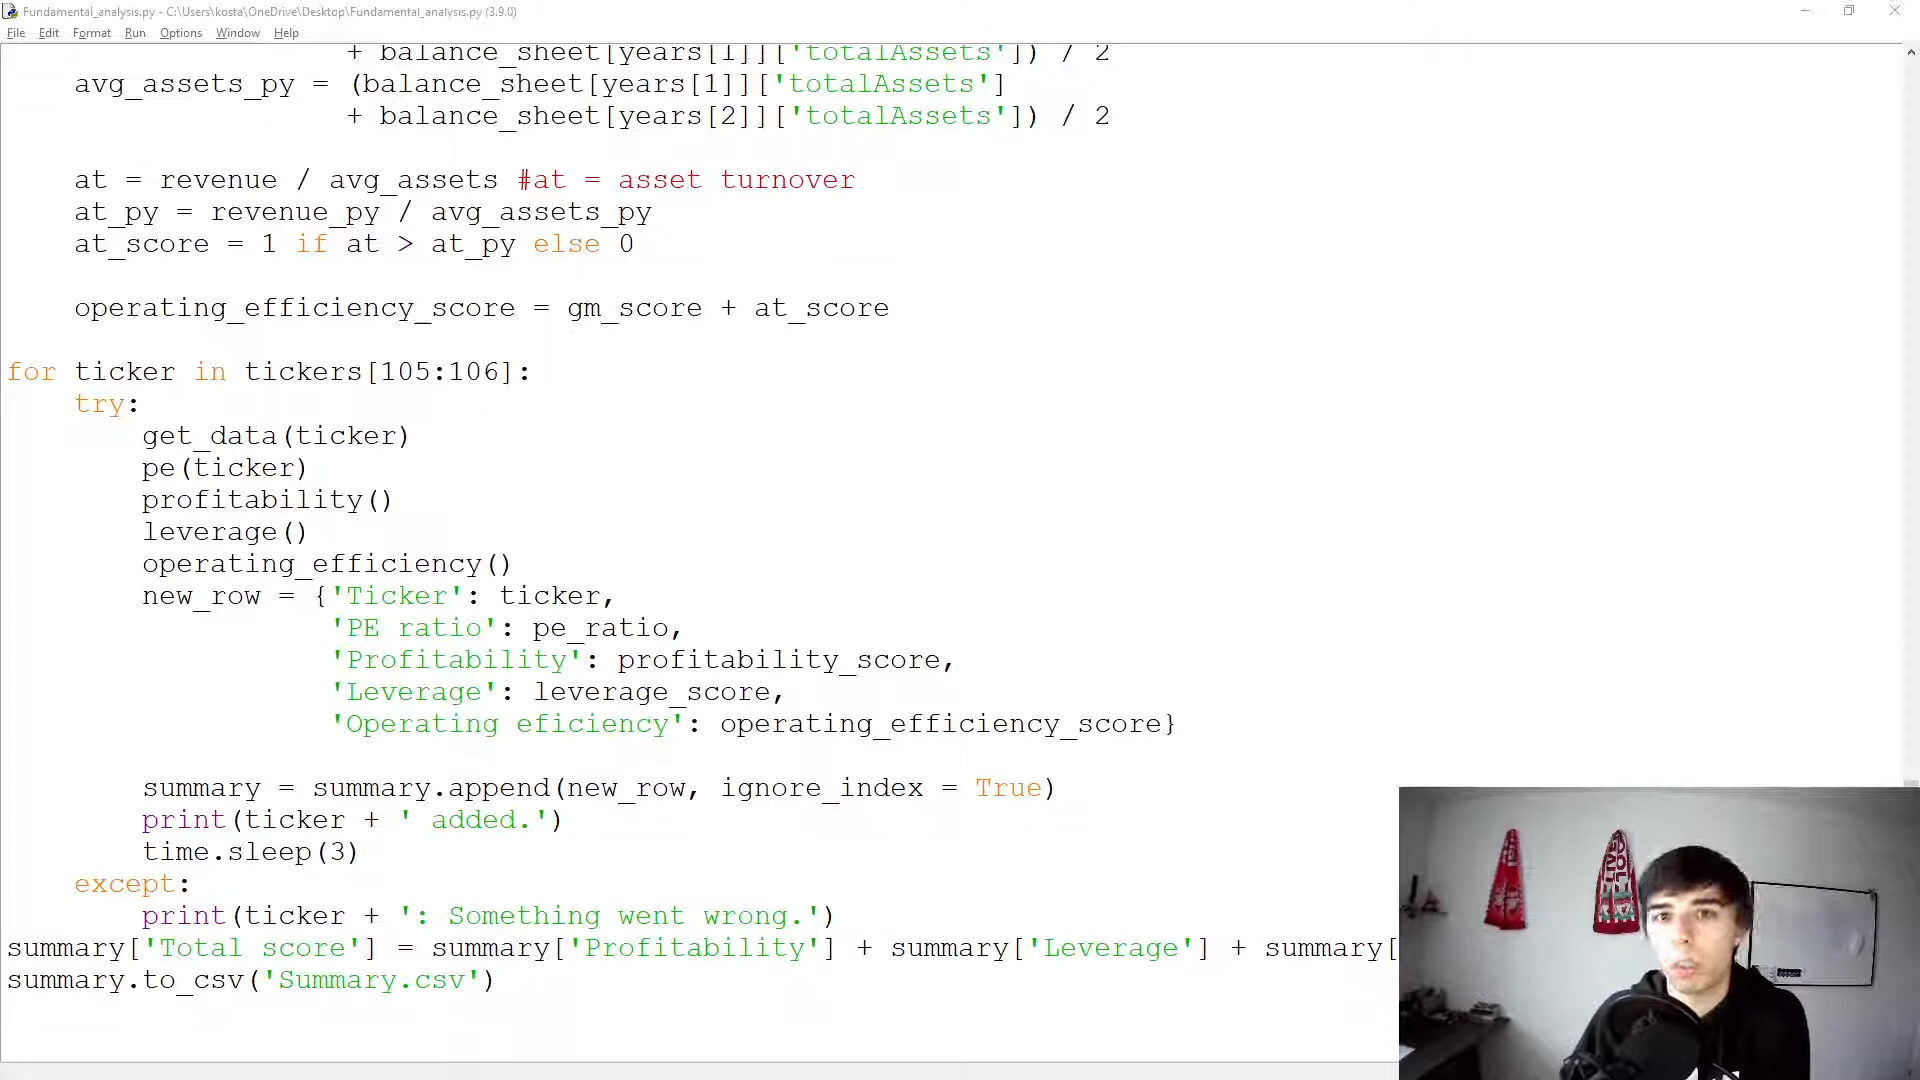 Fundamental_analysis.py - C:\Users\kosta\OneDrive\Desktop\Fundamental_analysis.py (3.9.0)
File Edit Format Run Options Window Help
+ balance_sheet[years[1]]['totalAssets']) / 2
avg_assets_py = (balance_sheet[years[1]]['totalAssets']
+ balance_sheet[years[2]]['totalAssets']) / 2
at = revenue / avg_assets #at = asset turnover
at_py = revenue_py / avg_assets_py
at_score = 1 if at > at_py else 0
operating_efficiency_score = gm_score + at_score
for ticker in tickers[105:106]:
try:
get_data(ticker)
pe(ticker)
profitability()
leverage()
operating_efficiency()
new_row = {'Ticker': ticker,
'PE ratio': pe_ratio,
'Profitability': profitability_score,
'Leverage': leverage_score,
'Operating eficiency': operating_efficiency_score}
summary = summary.append(new_row, ignore_index = True)
print(ticker + ' added.')
time.sleep(3)
except:
print(ticker + ': Something went wrong.')
summary['Total score'] = summary['Profitability'] + summary['Leverage'] + summary[
summary.to_csv('Summary.csv')